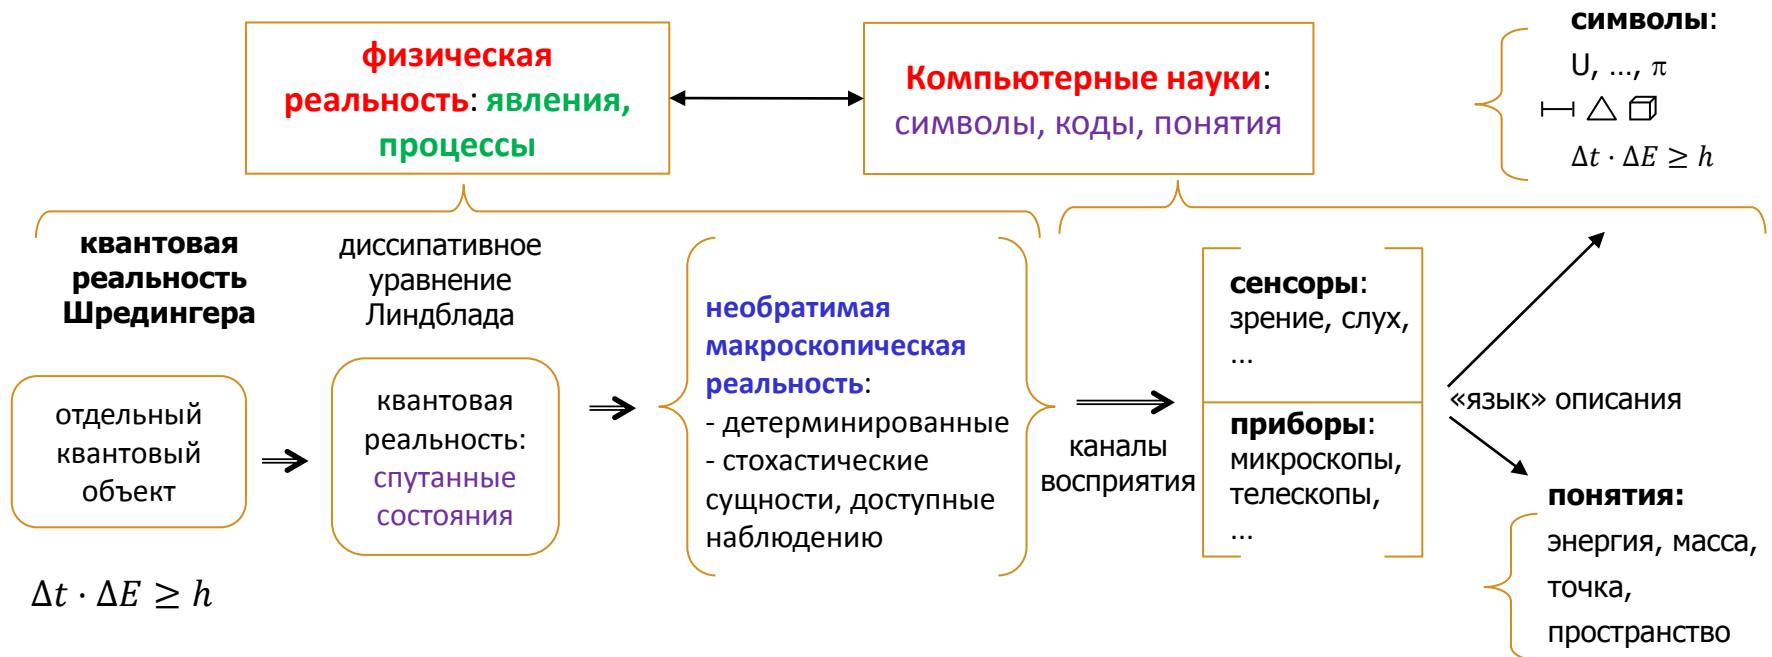 физическая
реальность: явления,
процессы
Компьютерные науки:
символы, коды, понятия
символы:
U, ..., π
Δt · ΔE ≥ h
квантовая
реальность
Шредингера
диссипативное
уравнение
Линдблада
отдельный
квантовый
объект
квантовая
реальность:
спутанные
состояния
необратимая
макроскопическая
реальность:
- детерминированные
- стохастические
сущности, доступные
наблюдению
каналы
восприятия
сенсоры:
зрение, слух,
...
приборы:
микроскопы,
телескопы,
...
«язык» описания
понятия:
энергия, масса,
точка,
пространство
Δt · ΔE ≥ h